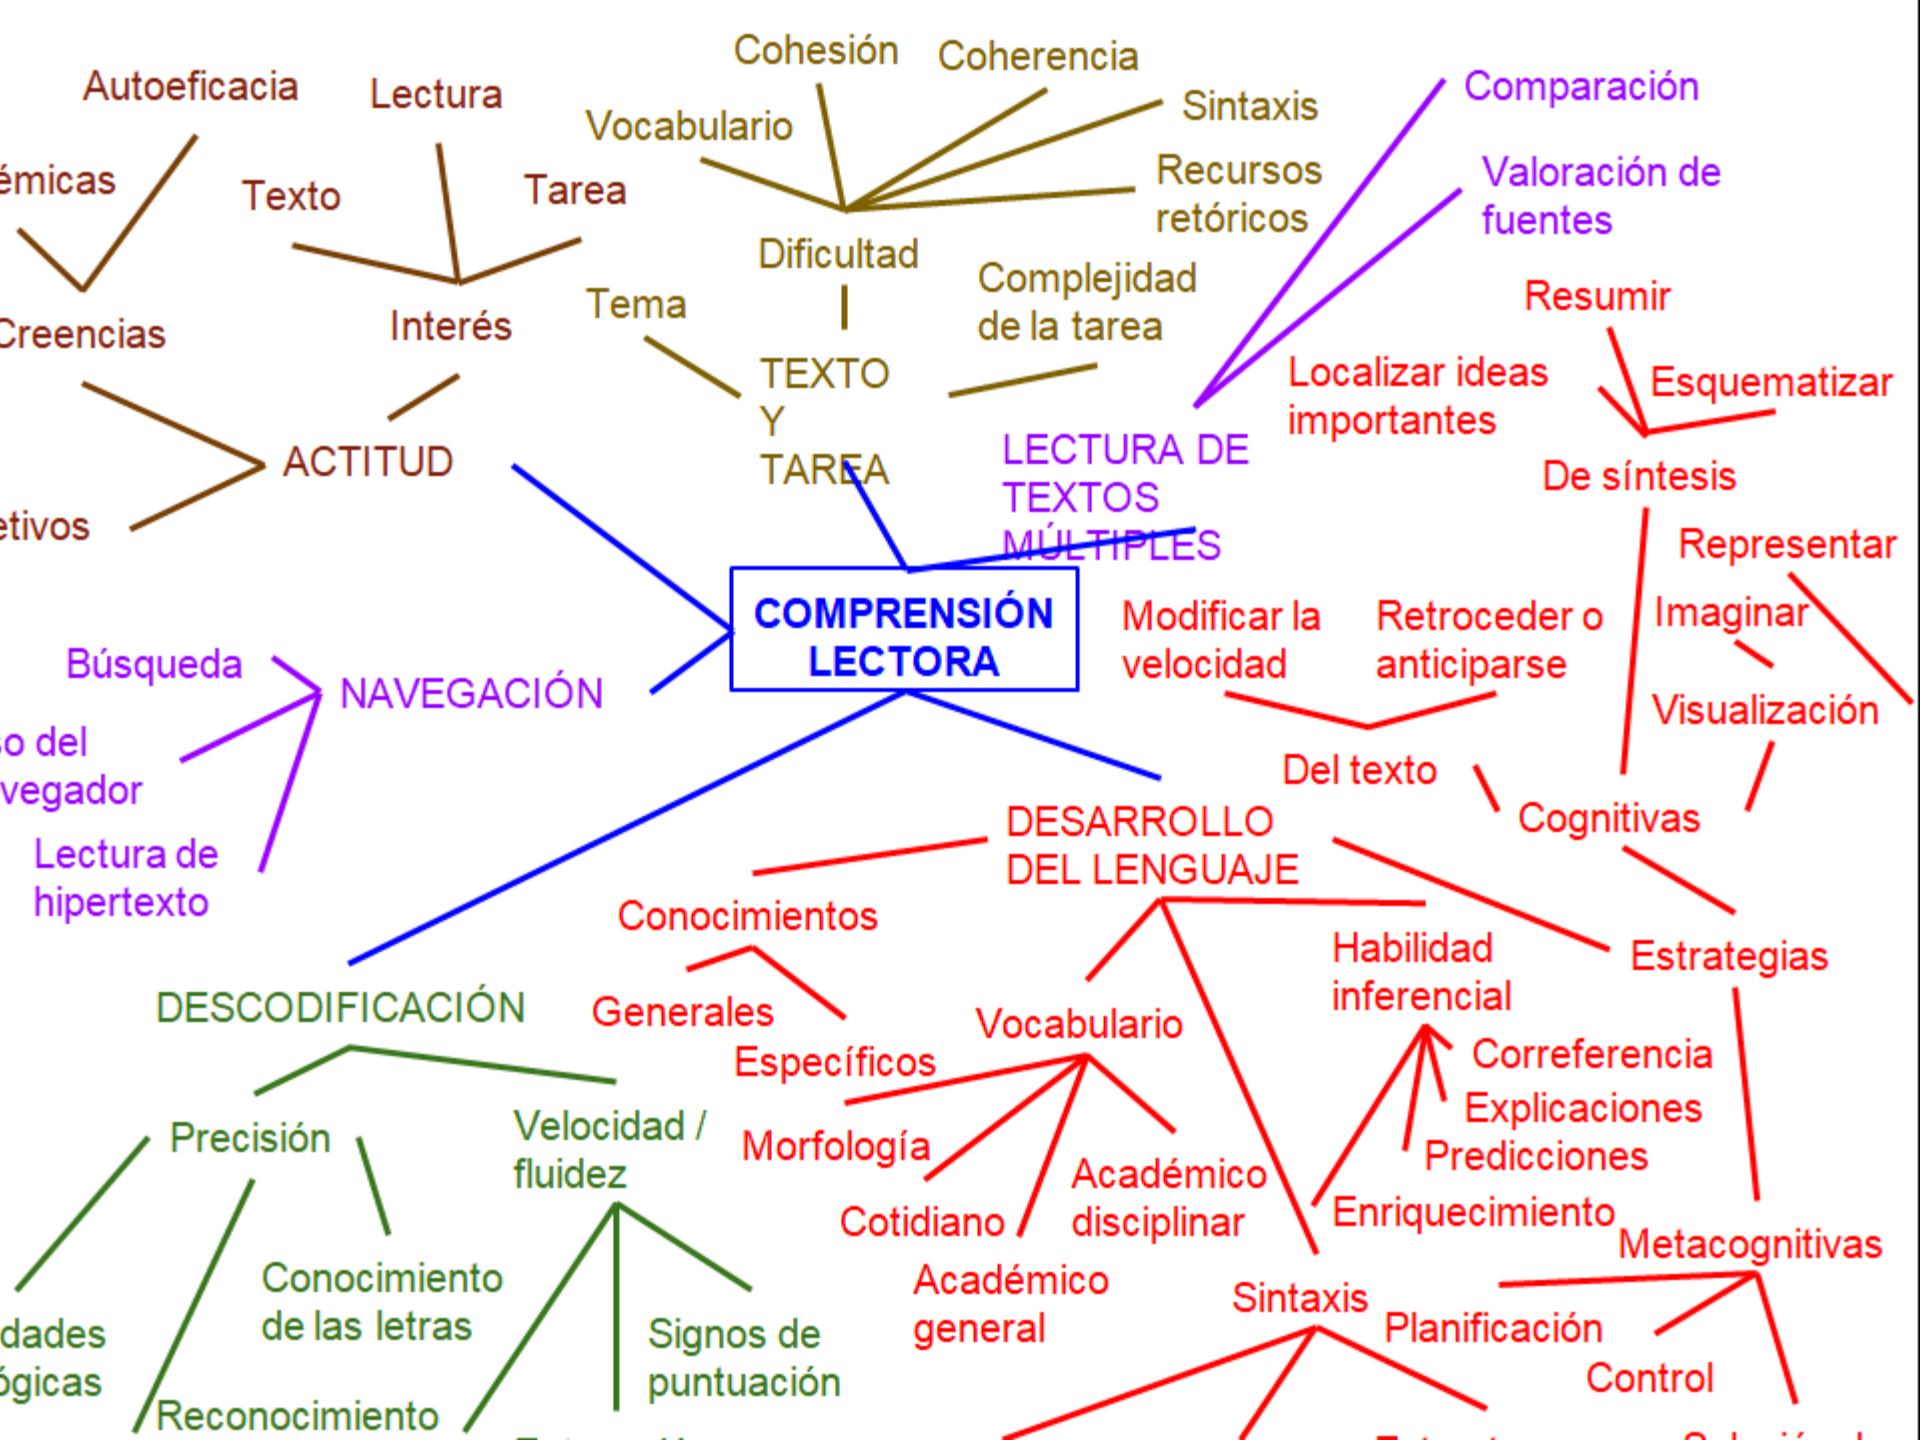 Cohesión
Coherencia
Autoeficacia
Lectura
Comparación
Sintaxis
Vocabulario
émicas
Texto
Tarea
Recursos
retóricos
Valoración de
fuentes
Dificultad
Complejidad
de la tarea
Tema
Resumir
Creencias
Interés
TEXTO
Y
TAREA
Localizar ideas
importantes
Esquematizar
ACTITUD
LECTURA DE
TEXTOS
MÚLTIPLES
De síntesis
etivos
Representar
COMPRENSIÓN
LECTORA
Modificar la
velocidad
Retroceder o
anticiparse
Imaginar
Búsqueda
NAVEGACIÓN
Visualización
so del
vegador
Del texto
Cognitivas
DESARROLLO
DEL LENGUAJE
Lectura de
hipertexto
Conocimientos
Habilidad
inferencial
Estrategias
DESCODIFICACIÓN
Generales
Vocabulario
Específicos
Correferencia
Explicaciones
Precisión
Velocidad /
fluidez
Morfología
Predicciones
Académico
disciplinar
Cotidiano
Enriquecimiento
Metacognitivas
Conocimiento
de las letras
Académico
general
Sintaxis
Planificación
dades
ógicas
Signos de
puntuación
Control
Reconocimiento